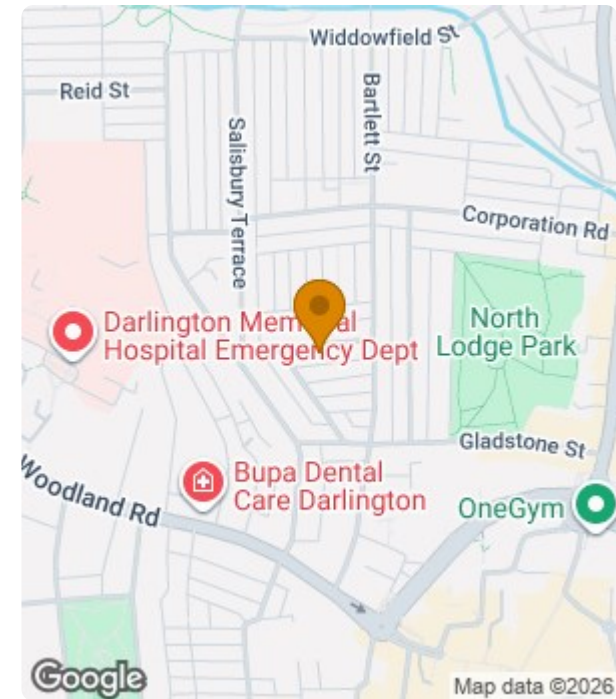 Widdowfield St
Reid St
Bartlett St
Salisbury Terrace
Corporation Rd
Darlington Memorial
Hospital Emergency Dept
North
Lodge Park
Gladstone St
Bupa Dental
Care Darlington
Woodland Rd
OneGym
Google
Map data ©2026